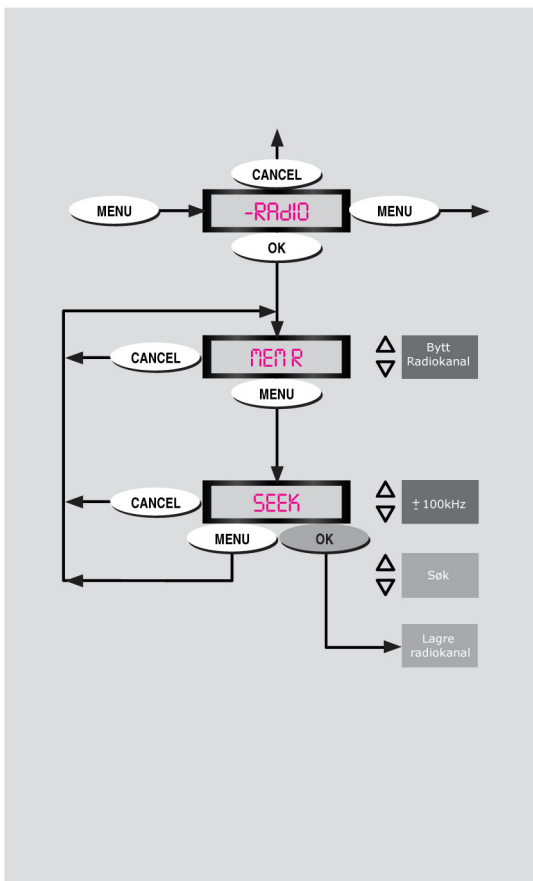 CANCEL
MENU
-RAdIO
MENU
OK
CANCEL
MEM R
Bytt
Radiokanal
MENU
CANCEL
SEEK
± 100kHz
MENU
OK
Søk
Lagre
radiokanal